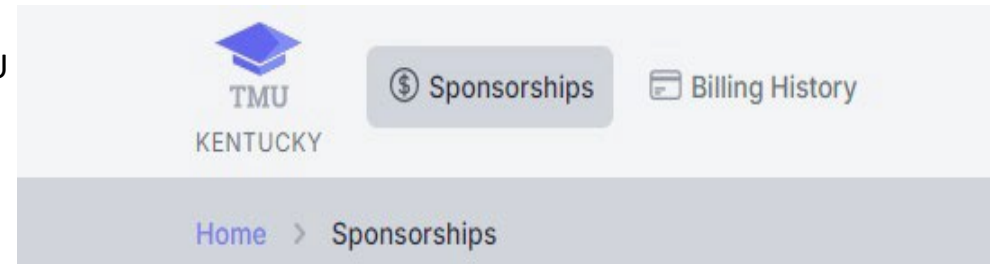 TMU
KENTUCKY
Sponsorships
Billing History
Home > Sponsorships